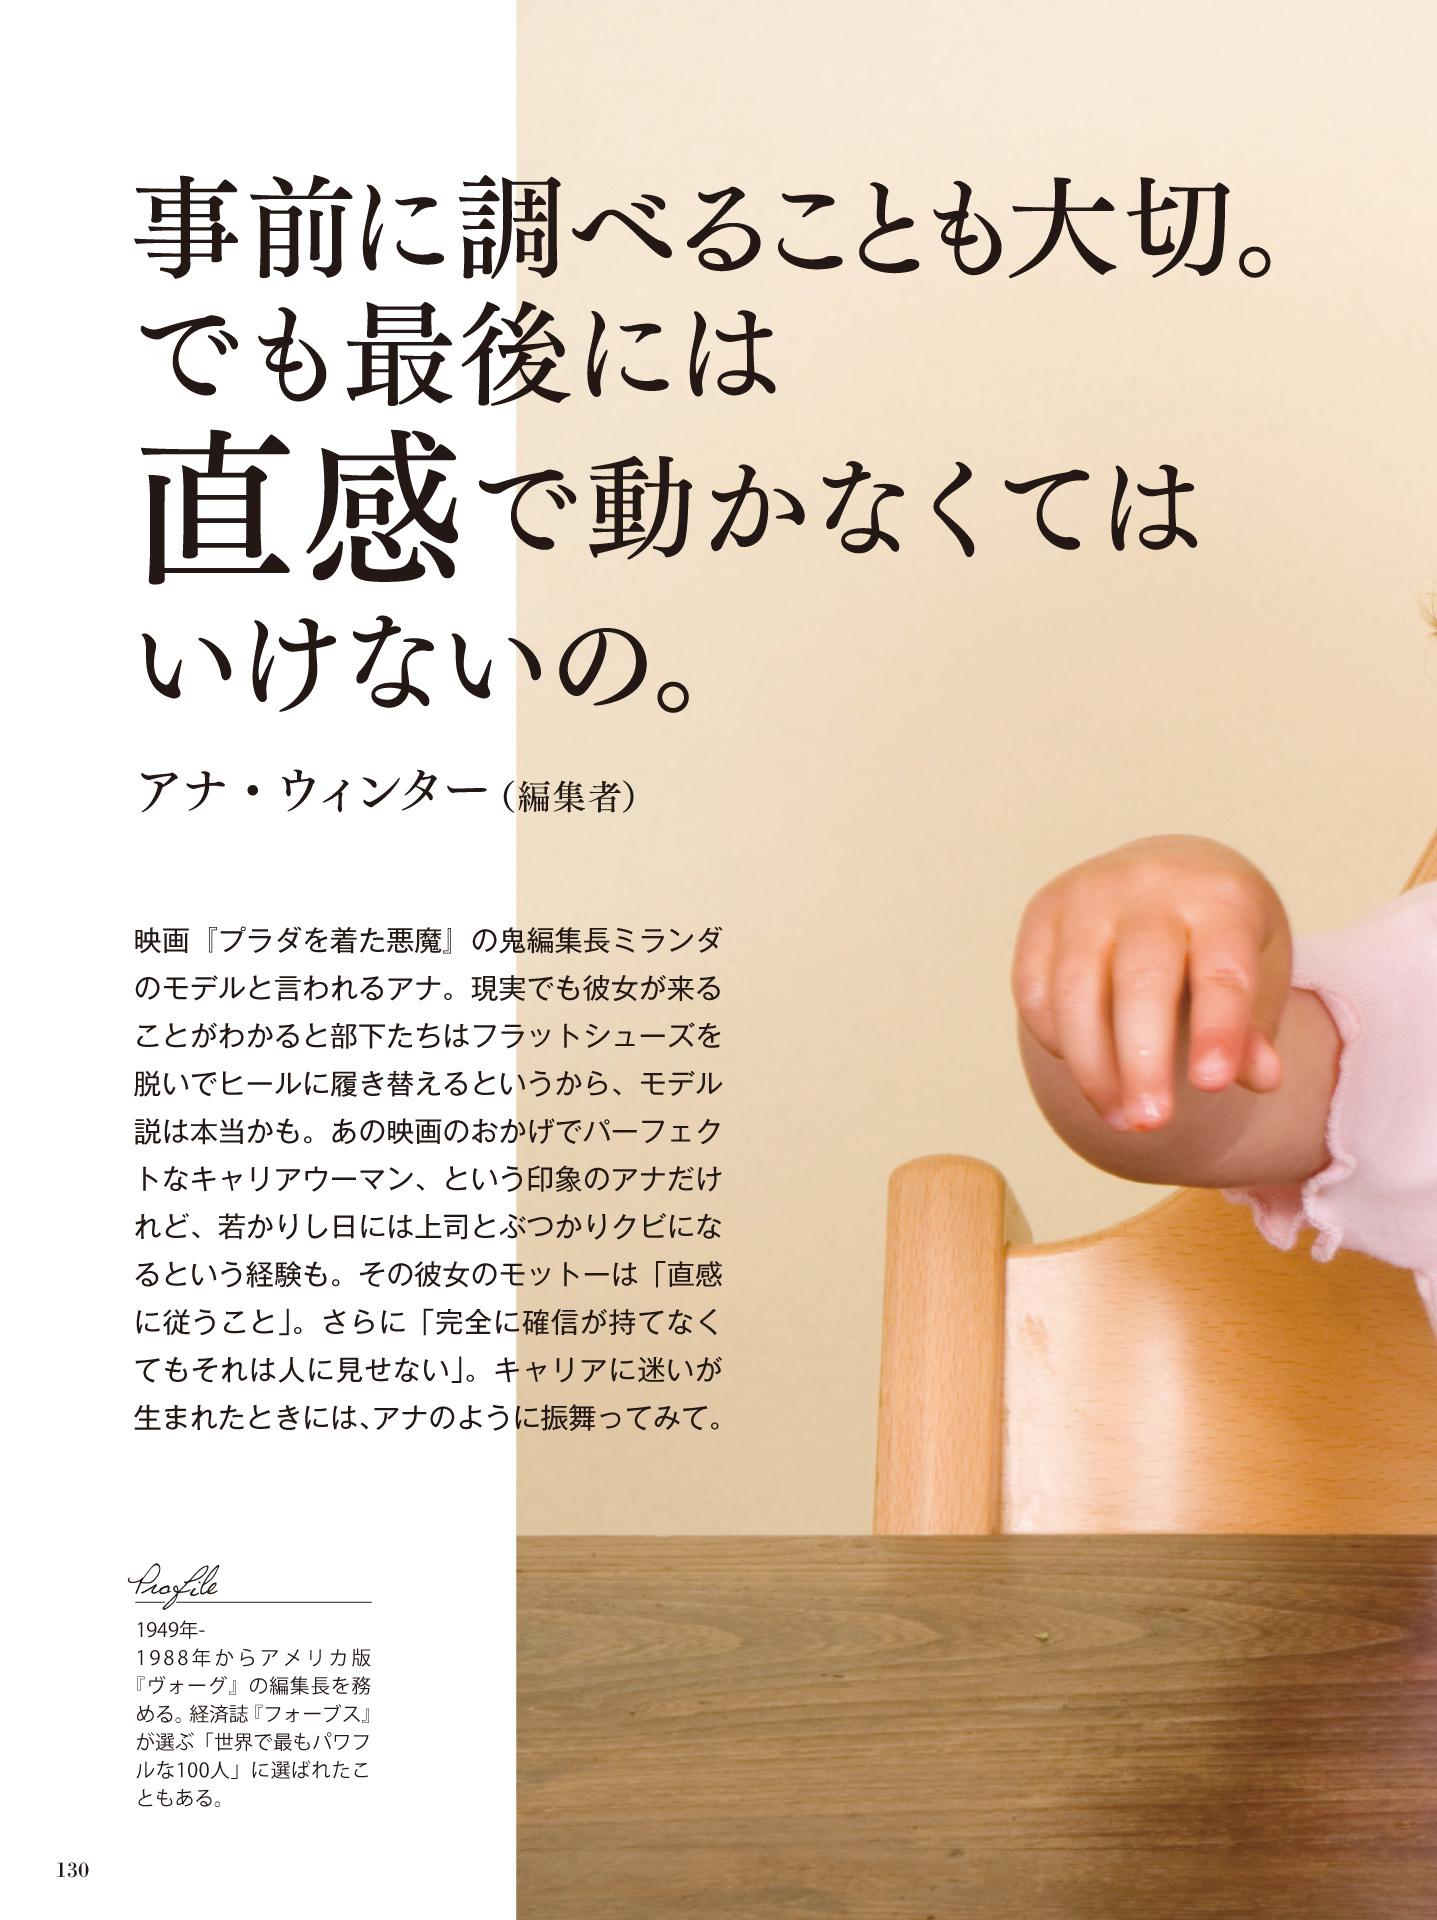 事前に調べることも大切。
でも最後には
直感で動かなくては
いけないの。
アナ・ウィンター（編集者）
映画『プラダを着た悪魔』の鬼編集長ミランダ
のモデルと言われるアナ。現実でも彼女が来る
ことがわかると部下たちはフラットシューズを
脱いでヒールに履き替えるというから、モデル
説は本当かも。あの映画のおかげでパーフェク
トなキャリアウーマン、という印象のアナだけ
れど、若かりし日には上司とぶつかりクビにな
るという経験も。その彼女のモットーは「直感
に従うこと」。さらに「完全に確信が持てなく
てもそれは人に見せない」。キャリアに迷いが
生まれたときには、アナのように振舞ってみて。
Profile
1949年-
1988年からアメリカ版
『ヴォーグ』の編集長を務
める。経済誌『フォーブス』
が選ぶ「世界で最もパワフ
ルな100人」に選ばれたこ
ともある。
130